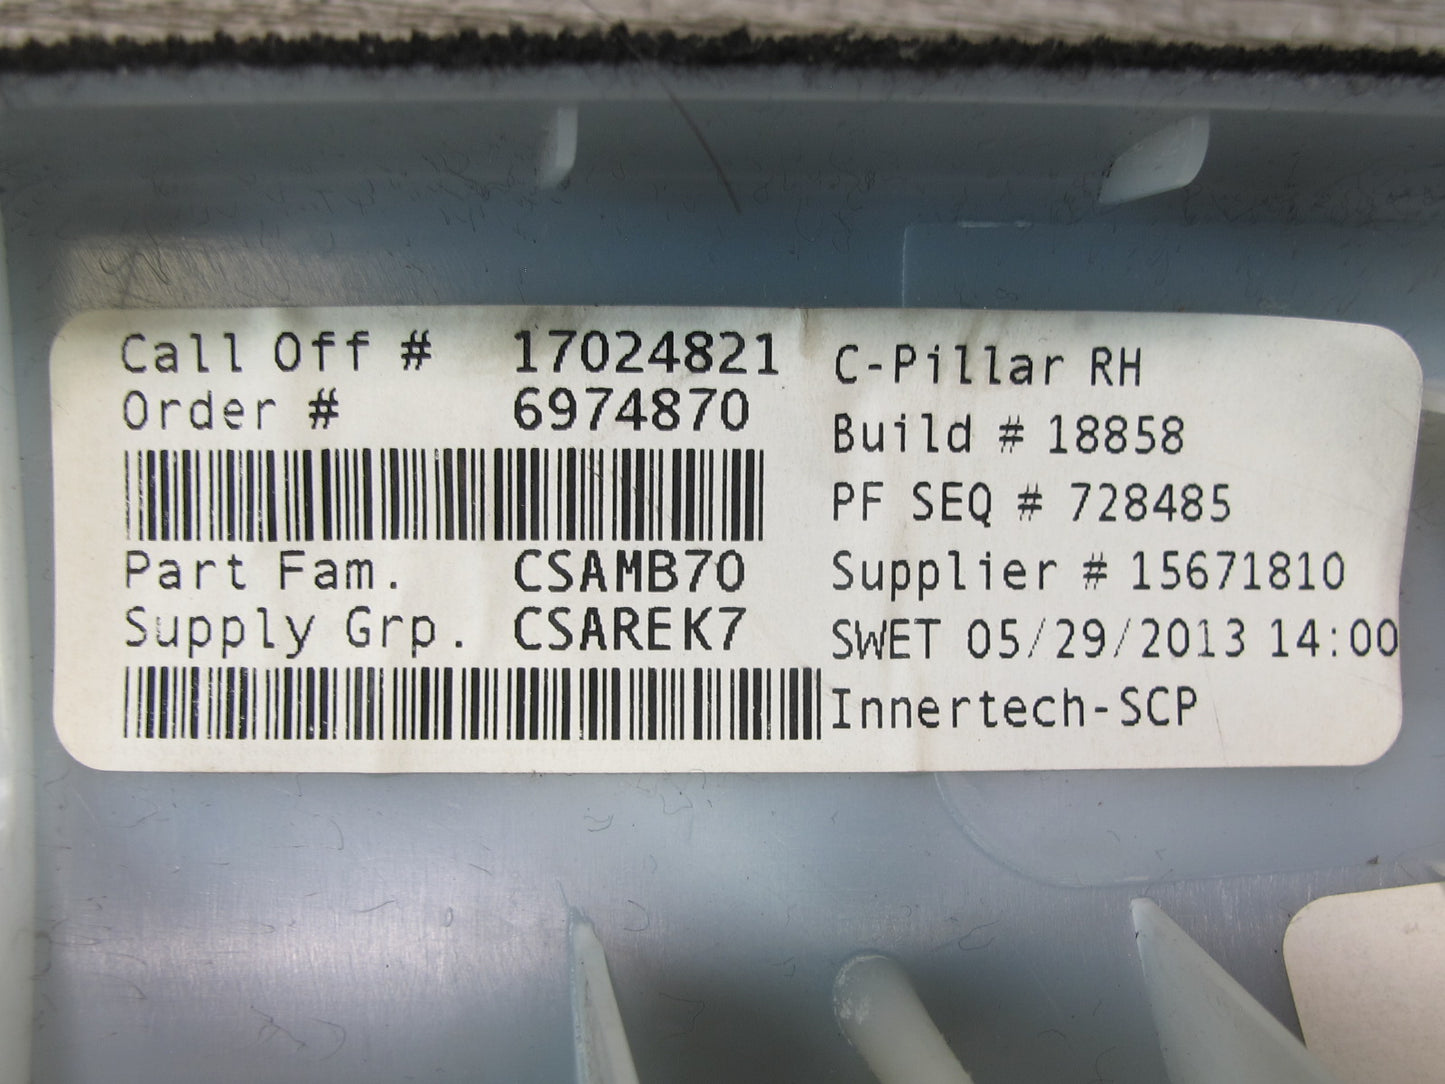 Call Off # 17024821
Order # 6974870
Part Fam. CSAMB70
Supply Grp. CSAREK7
C-Pillar RH
Build # 18858
PF SEQ # 728485
Supplier # 15671810
SWET 05/29/2013 14:00
Innertech-SCP